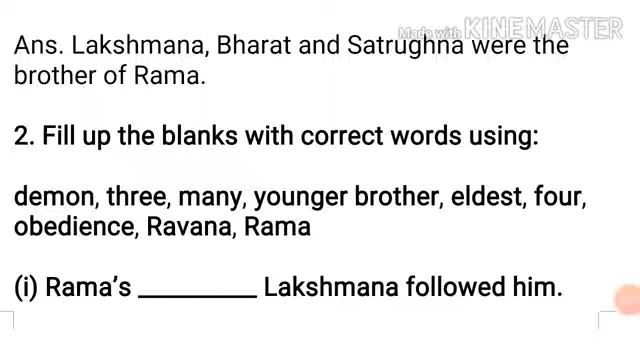 Made with KINEMASTER
Ans. Lakshmana, Bharat and Satrughna were the
brother of Rama.
2. Fill up the blanks with correct words using:
demon, three, many, younger brother, eldest, four,
obedience, Ravana, Rama
(i) Rama’s _________ Lakshmana followed him.